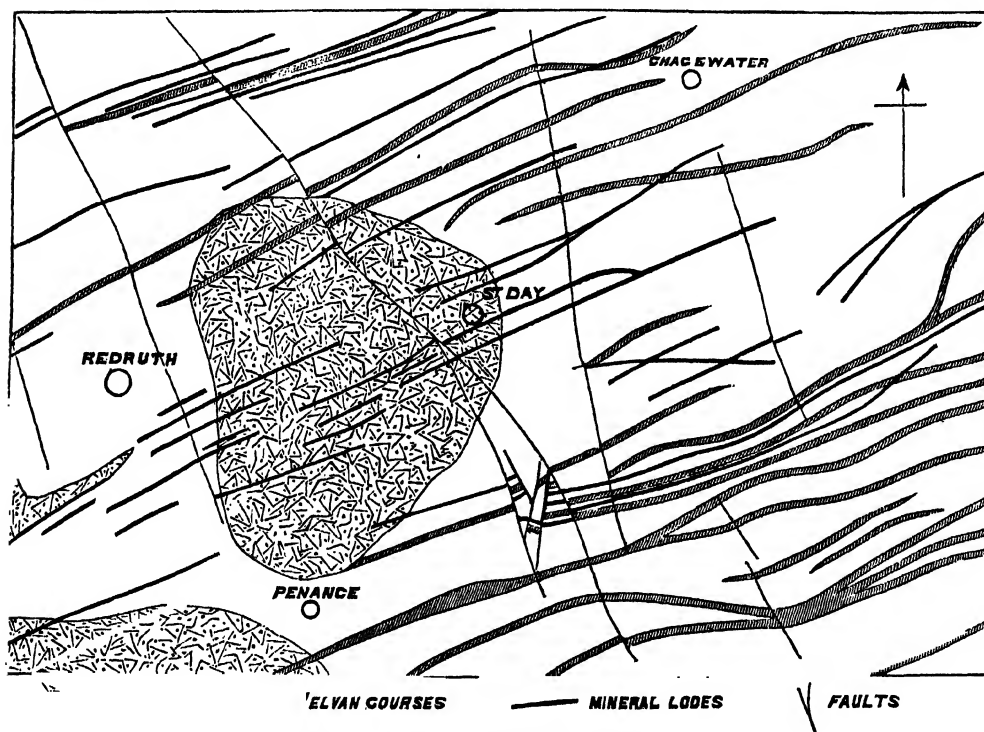 CHACEWATER
ST DAY
REDRUTH
PENANCE
ELVAN COURSES MINERAL LODES FAULTS